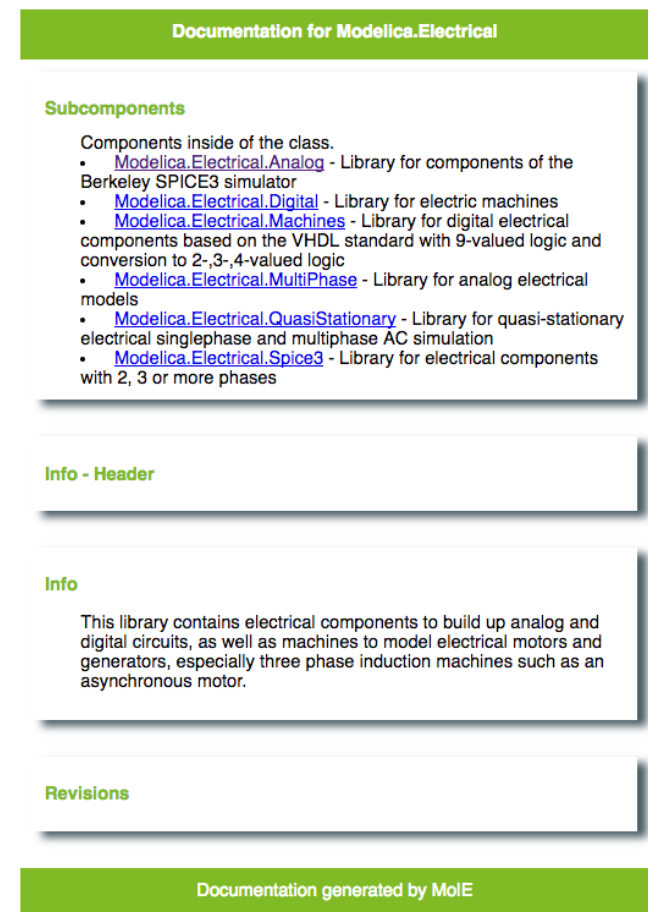 Documentation for Modelica.Electrical
Subcomponents
Components inside of the class.
• Modelica.Electrical.Analog - Library for components of the
Berkeley SPICE3 simulator
• Modelica.Electrical.Digital - Library for electric machines
• Modelica.Electrical.Machines - Library for digital electrical
components based on the VHDL standard with 9-valued logic and
conversion to 2-,3-,4-valued logic
• Modelica.Electrical.MultiPhase - Library for analog electrical
models
• Modelica.Electrical.QuasiStationary - Library for quasi-stationary
electrical singlephase and multiphase AC simulation
• Modelica.Electrical.Spice3 - Library for electrical components
with 2, 3 or more phases
Info - Header
Info
This library contains electrical components to build up analog and
digital circuits, as well as machines to model electrical motors and
generators, especially three phase induction machines such as an
asynchronous motor.
Revisions
Documentation generated by MoIE